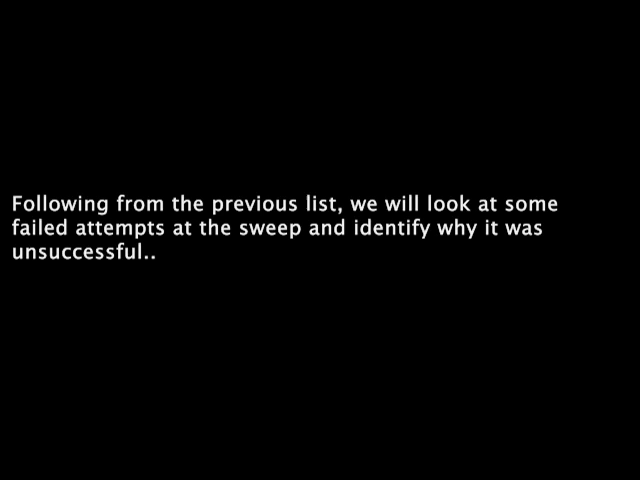 Following from the previous list, we will look at some
failed attempts at the sweep and identify why it was
unsuccessful..